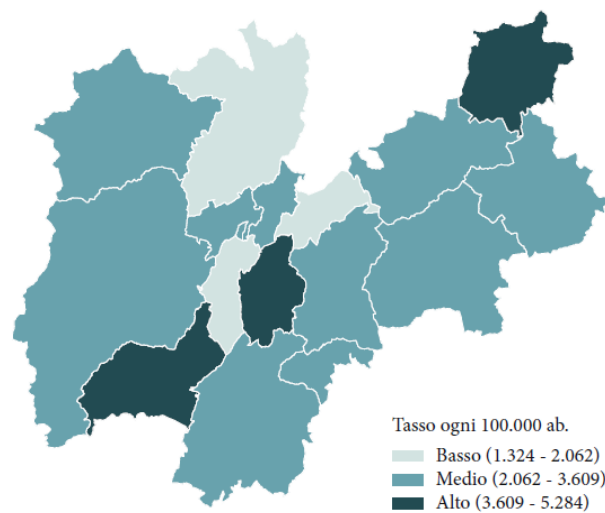 Tasso ogni 100.000 ab.
Basso (1.324 - 2.062)
Medio (2.062 - 3.609)
Alto (3.609 - 5.284)